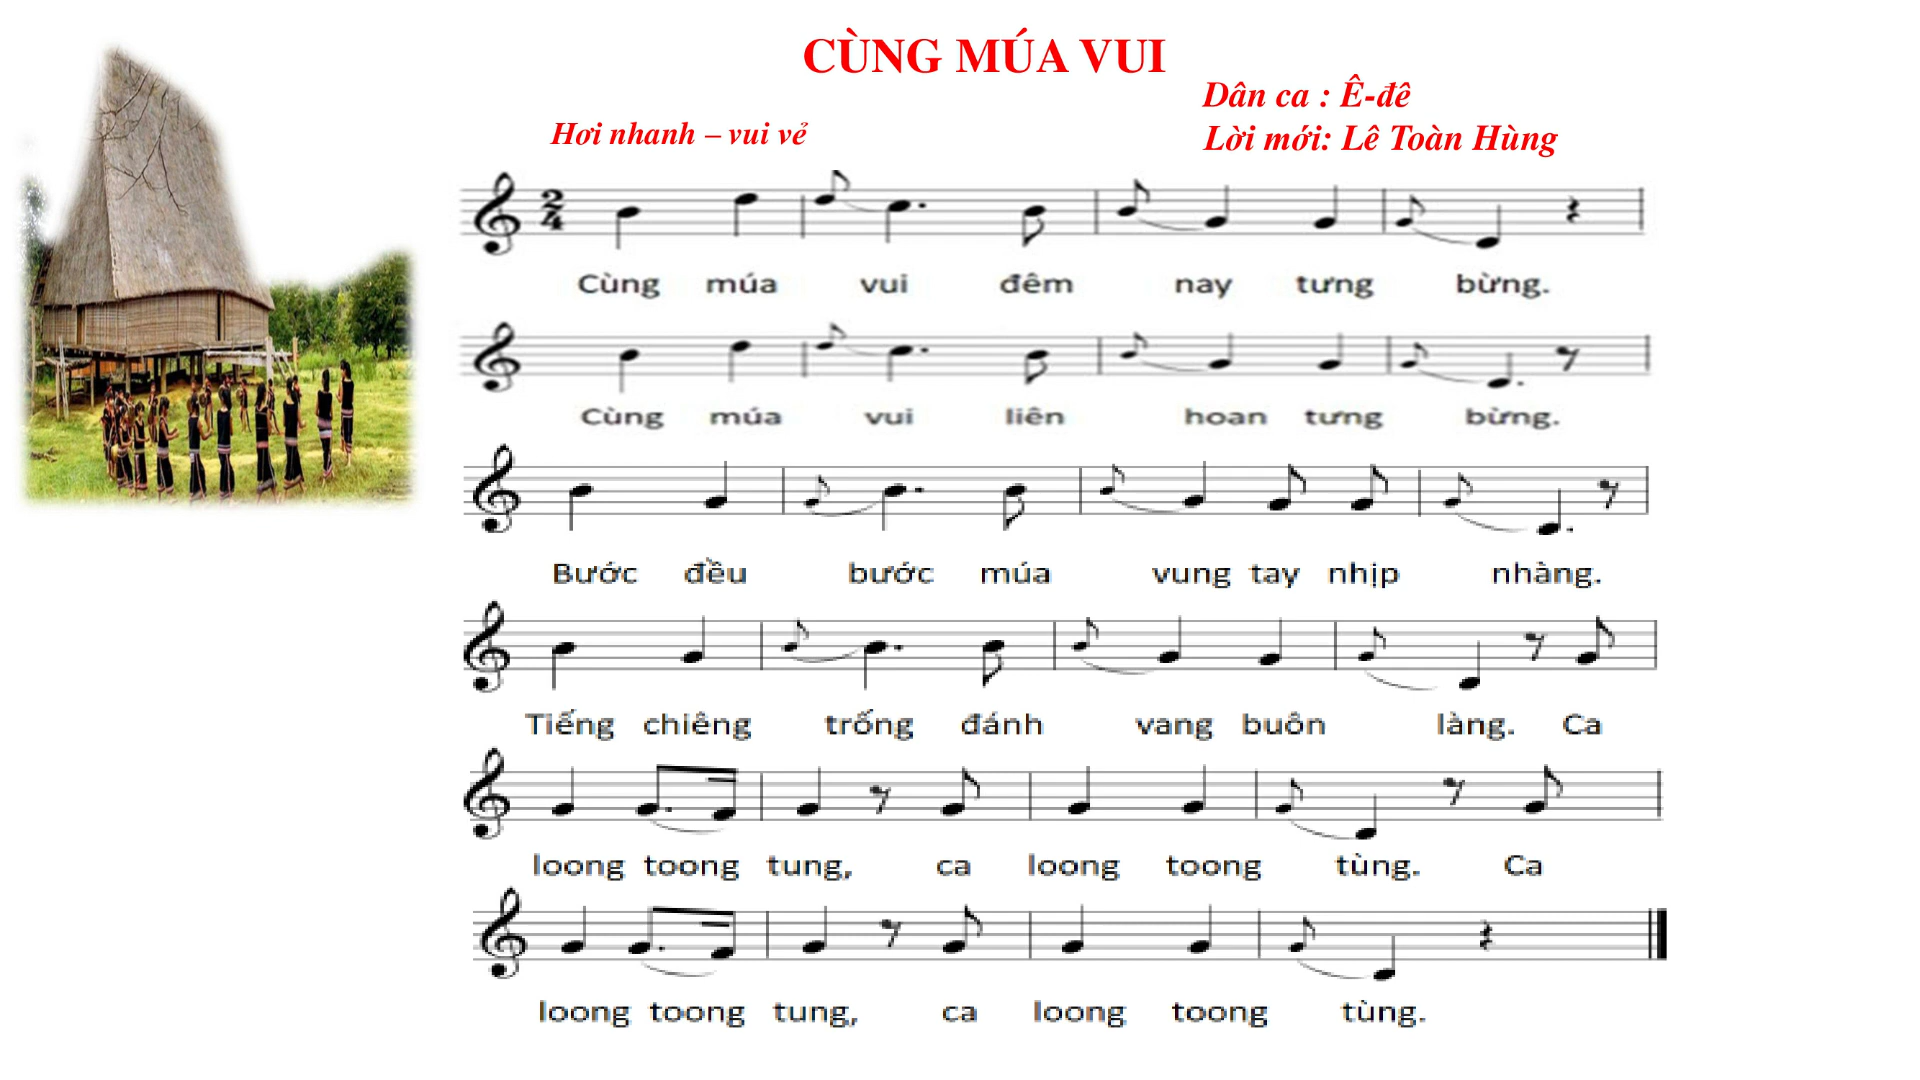 CÙNG MÚA VUI
Dân ca : Ê-đê
Hơi nhanh – vui vẻ
Lời mới: Lê Toàn Hùng
2
4
Cùng múa vui đêm nay tưng bừng.
Cùng múa vui liên hoan tưng bừng.
Bước đều bước múa vung tay nhịp nhàng.
Tiếng chiêng trống đánh vang buôn làng. Ca
loong toong tung, ca loong toong tùng. Ca
loong toong tung, ca loong toong tùng.